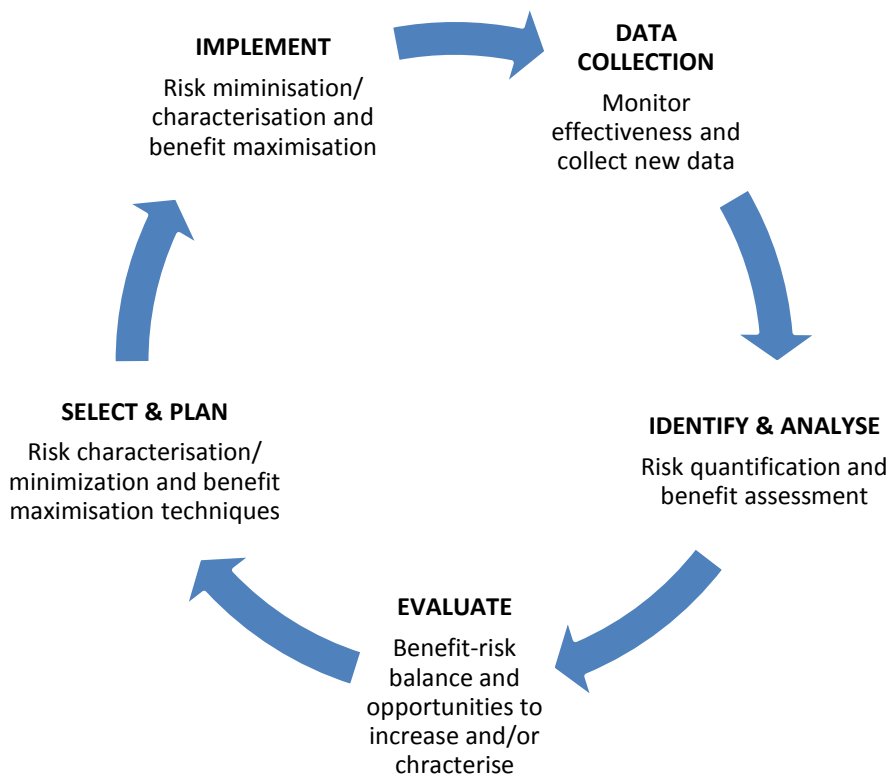 IMPLEMENT
Risk miminisation/
characterisation and
benefit maximisation
DATA
COLLECTION
Monitor
effectiveness and
collect new data
IDENTIFY & ANALYSE
Risk quantification and
benefit assessment
EVALUATE
Benefit-risk
balance and
opportunities to
increase and/or
chracterise
SELECT & PLAN
Risk characterisation/
minimization and benefit
maximisation techniques